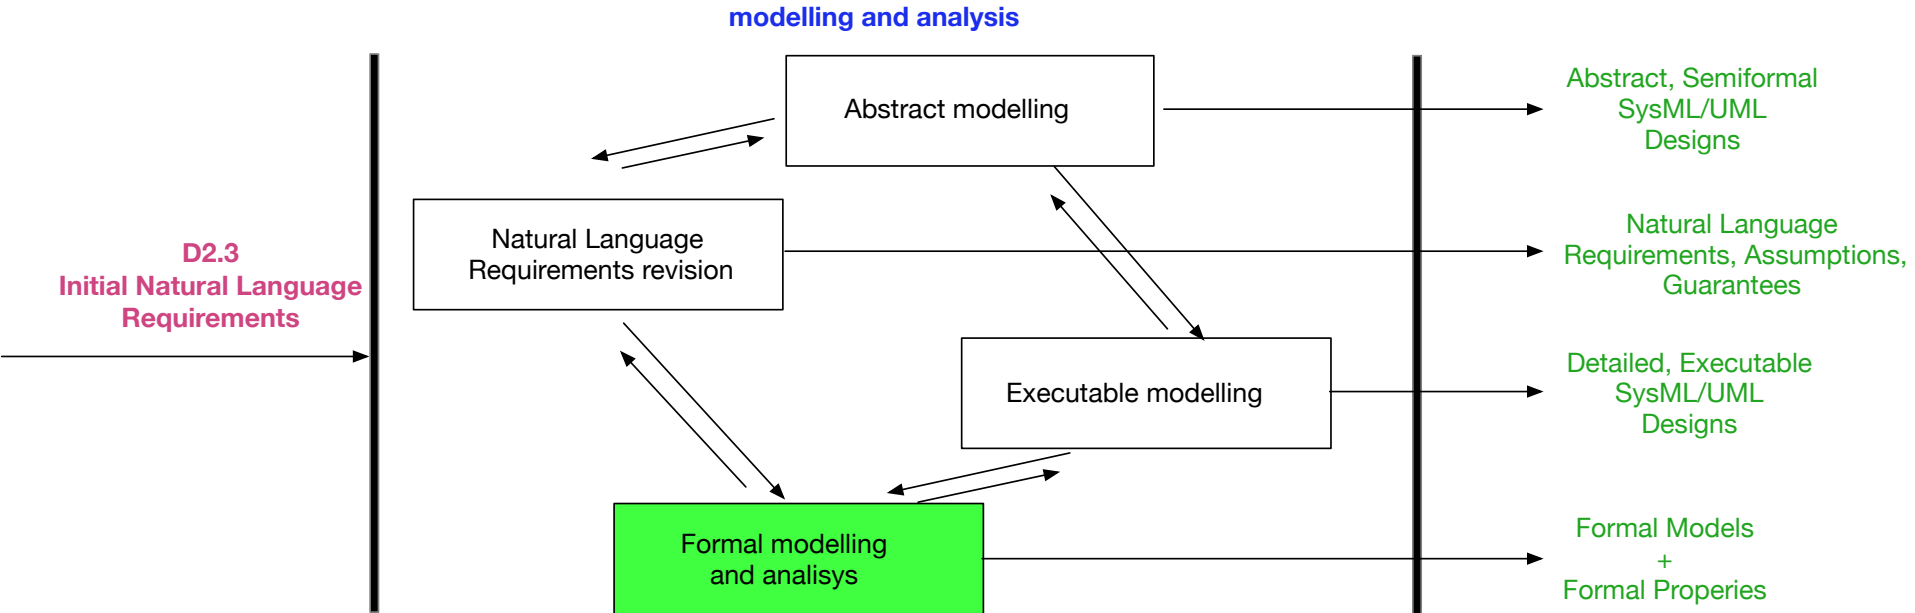 modelling and analysis
Abstract modelling
Abstract, Semiformal
SysML/UML
Designs
D2.3
Initial Natural Language
Requirements
Natural Language
Requirements revision
Natural Language
Requirements, Assumptions,
Guarantees
Executable modelling
Detailed, Executable
SysML/UML
Designs
Formal modelling
and analisys
Formal Models
+
Formal Properies